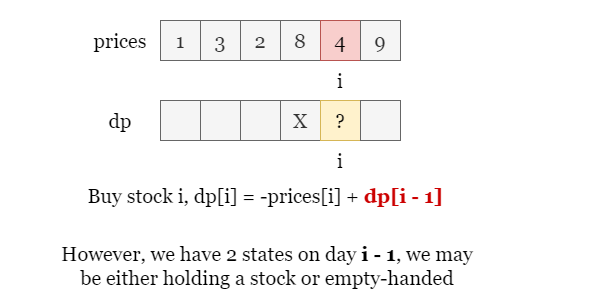 prices 1 3 2 8 4 9
i
dp X ?
i
Buy stock i, dp[i] = -prices[i] + dp[i - 1]
However, we have 2 states on day i - 1, we may
be either holding a stock or empty-handed